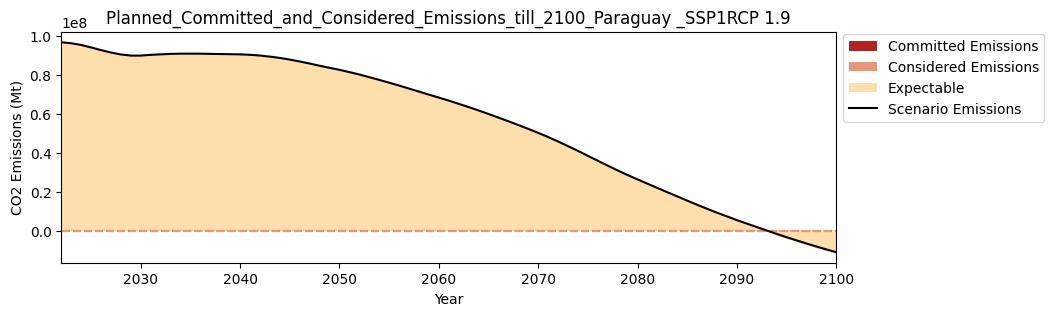 Planned_Committed_and_Considered_Emissions_till_2100_Paraguay _SSP1RCP 1.9
1e8
1.0
0.8
0.6
0.4
0.2
0.0
CO2 Emissions (Mt)
2030 2040 2050 2060 2070 2080 2090 2100
Year
Committed Emissions
Considered Emissions
Expectable
Scenario Emissions